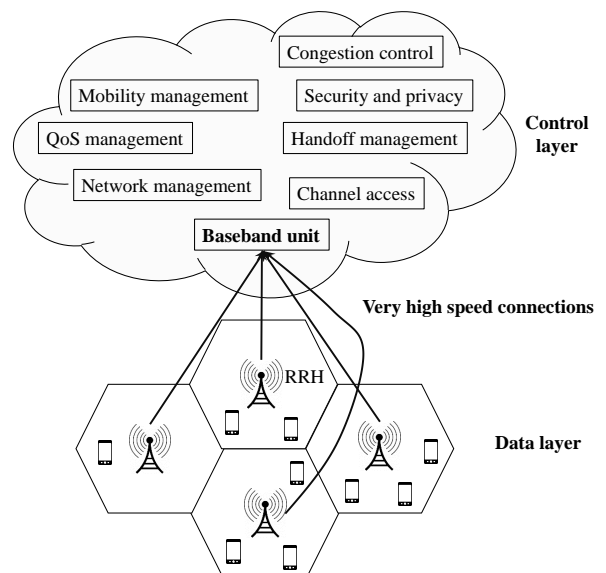 Congestion control
Mobility management
Security and privacy
QoS management
Handoff management
Control
layer
Network management
Channel access
Baseband unit
Very high speed connections
RRH
Data layer